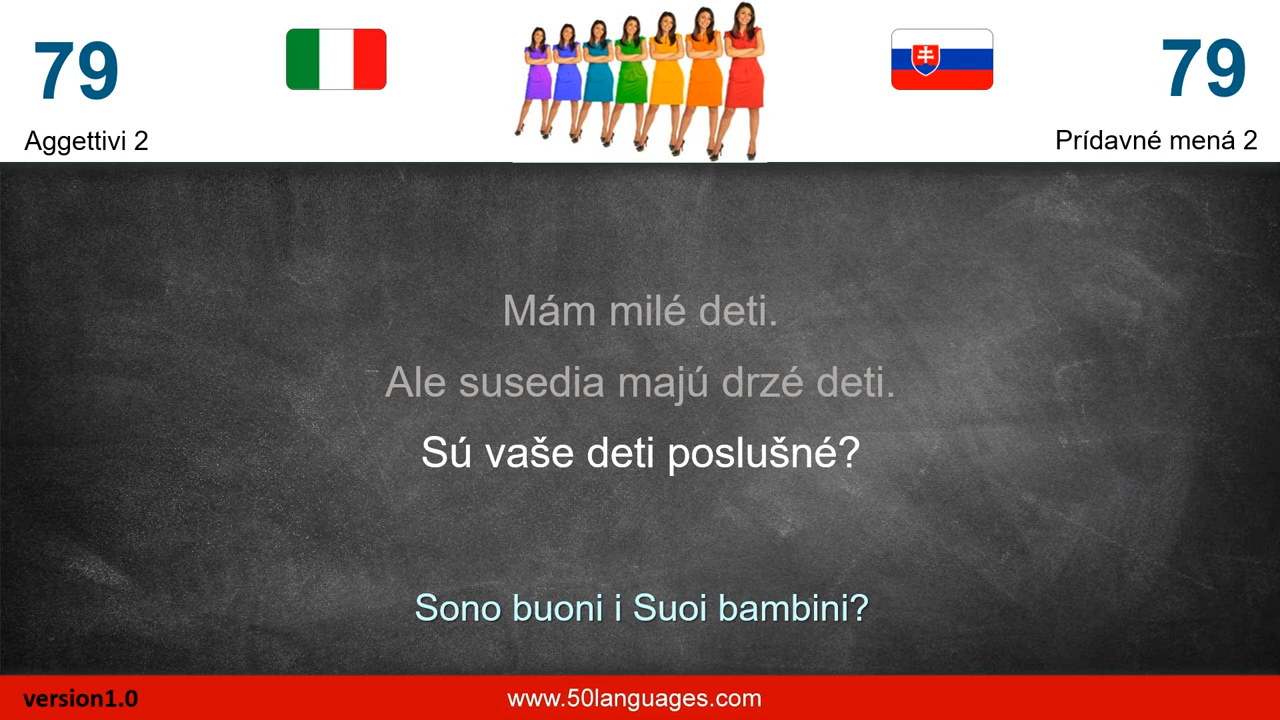 79
79
Aggettivi 2
Prídavné mená 2
Mám milé deti.
Ale susedia majú drzé deti.
Sú vaše deti poslušné?
Sono buoni i Suoi bambini?
version1.0
www.50languages.com